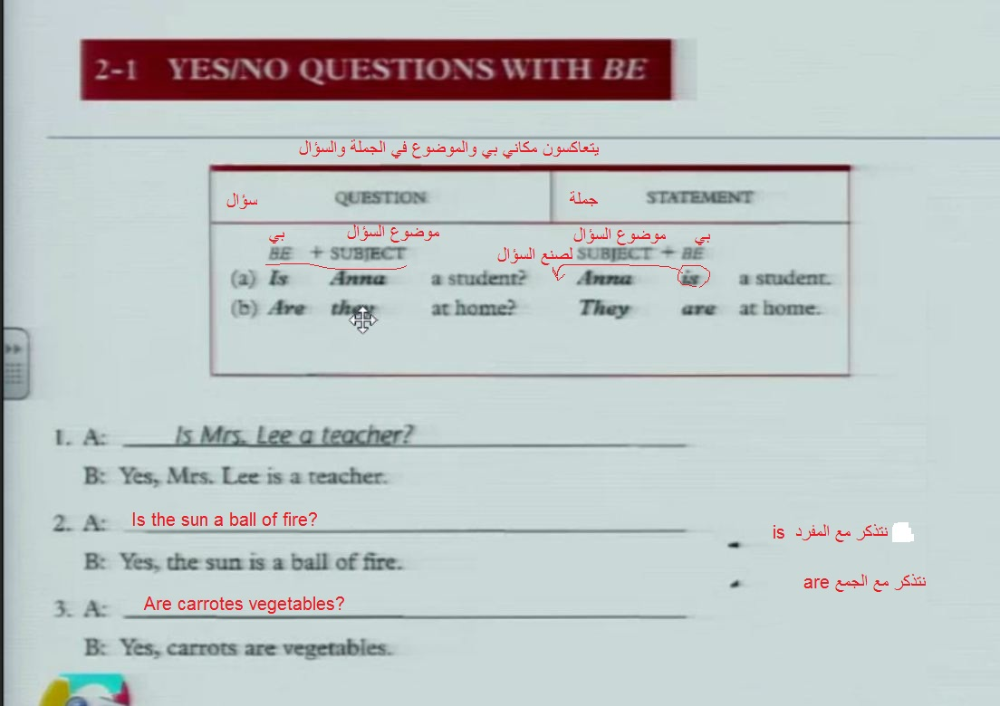 2-1 YES/NO QUESTIONS WITH BE
يتعاكسون مكاني بي والموضوع في الجملة والسؤال
سؤال QUESTION جملة STATEMENT
بي موضوع السؤال موضوع السؤال بي
BE + SUBJECT لصنع السؤال SUBJECT + BE
(a) Is Anna a student? Anna is a student.
(b) Are they at home? They are at home.
1. A: Is Mrs. Lee a teacher?
B: Yes, Mrs. Lee is a teacher.
2. A: Is the sun a ball of fire?
نتذكر مع المفرد is
B: Yes, the sun is a ball of fire.
نتذكر مع الجمع are
3. A: Are carrotes vegetables?
B: Yes, carrots are vegetables.